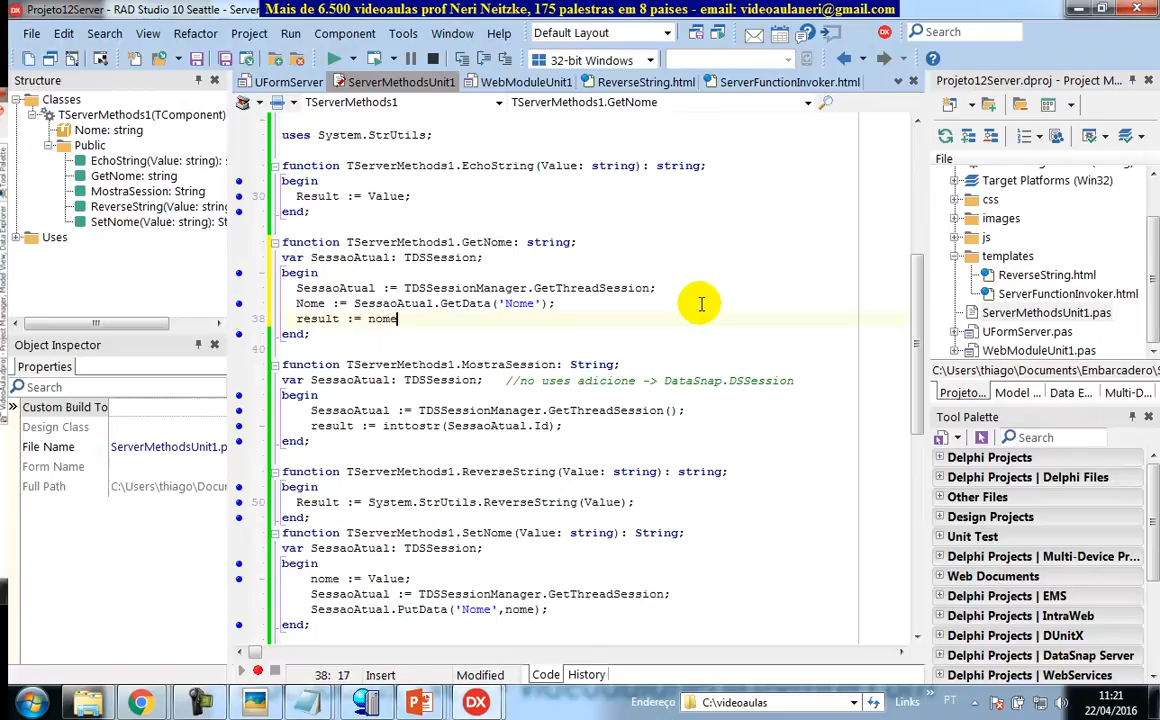 Projeto12Server - RAD Studio 10 Seattle - Server
Mais de 6.500 videoaulas prof Neri Neitzke, 175 palestras em 8 paises - email: videoaulaneri@gmail.com
File Edit Search View Refactor Project Run Component Tools Window Help
Default Layout
Search
32-bit Windows
Structure
UFormServer ServerMethodsUnit1 WebModuleUnit1 ReverseString.html ServerFunctionInvoker.html
Projeto12Server.dproj - Project M...
TServerMethods1 TServerMethods1.GetNome
Classes
TServerMethods1(TComponent)
Nome: string
Public
EchoString(Value: string): s
GetNome: string
MostraSession: String
ReverseString(Value: string
SetNome(Value: string): St
Uses
uses System.StrUtils;
function TServerMethods1.EchoString(Value: string): string;
begin
30 Result := Value;
end;
function TServerMethods1.GetNome: string;
var SessaoAtual: TDSSession;
begin
SessaoAtual := TDSSessionManager.GetThreadSession;
Nome := SessaoAtual.GetData('Nome');
38 result := nome
end;
40
function TServerMethods1.MostraSession: String;
var SessaoAtual: TDSSession; //no uses adicione -> DataSnap.DSSession
begin
SessaoAtual := TDSSessionManager.GetThreadSession();
result := inttostr(SessaoAtual.Id);
end;
function TServerMethods1.ReverseString(Value: string): string;
begin
50 Result := System.StrUtils.ReverseString(Value);
end;
function TServerMethods1.SetNome(Value: string): String;
var SessaoAtual: TDSSession;
begin
nome := Value;
SessaoAtual := TDSSessionManager.GetThreadSession;
SessaoAtual.PutData('Nome',nome);
end;
38: 17 Insert Modified Code History
Object Inspector
Properties
Search
Custom Build To
Design Class
File Name ServerMethodsUnit1.p
Form Name
Full Path C:\Users\thiago\Docu
File
Target Platforms (Win32)
css
images
js
templates
ReverseString.html
ServerFunctionInvoker.html
ServerMethodsUnit1.pas
UFormServer.pas
WebModuleUnit1.pas
C:\Users\thiago\Documents\Embarcadero\S
Projeto... Model ... Data E... Multi-D...
Tool Palette
Search
Delphi Projects
Delphi Projects | Delphi Files
Other Files
Design Projects
Unit Test
Delphi Projects | Multi-Device Pr...
Web Documents
Delphi Projects | EMS
Delphi Projects | IntraWeb
Delphi Projects | DUnitX
Delphi Projects | DataSnap Server
Delphi Projects | WebServices
Endereço C:\videoaulas Links PT
11:21
22/04/2016